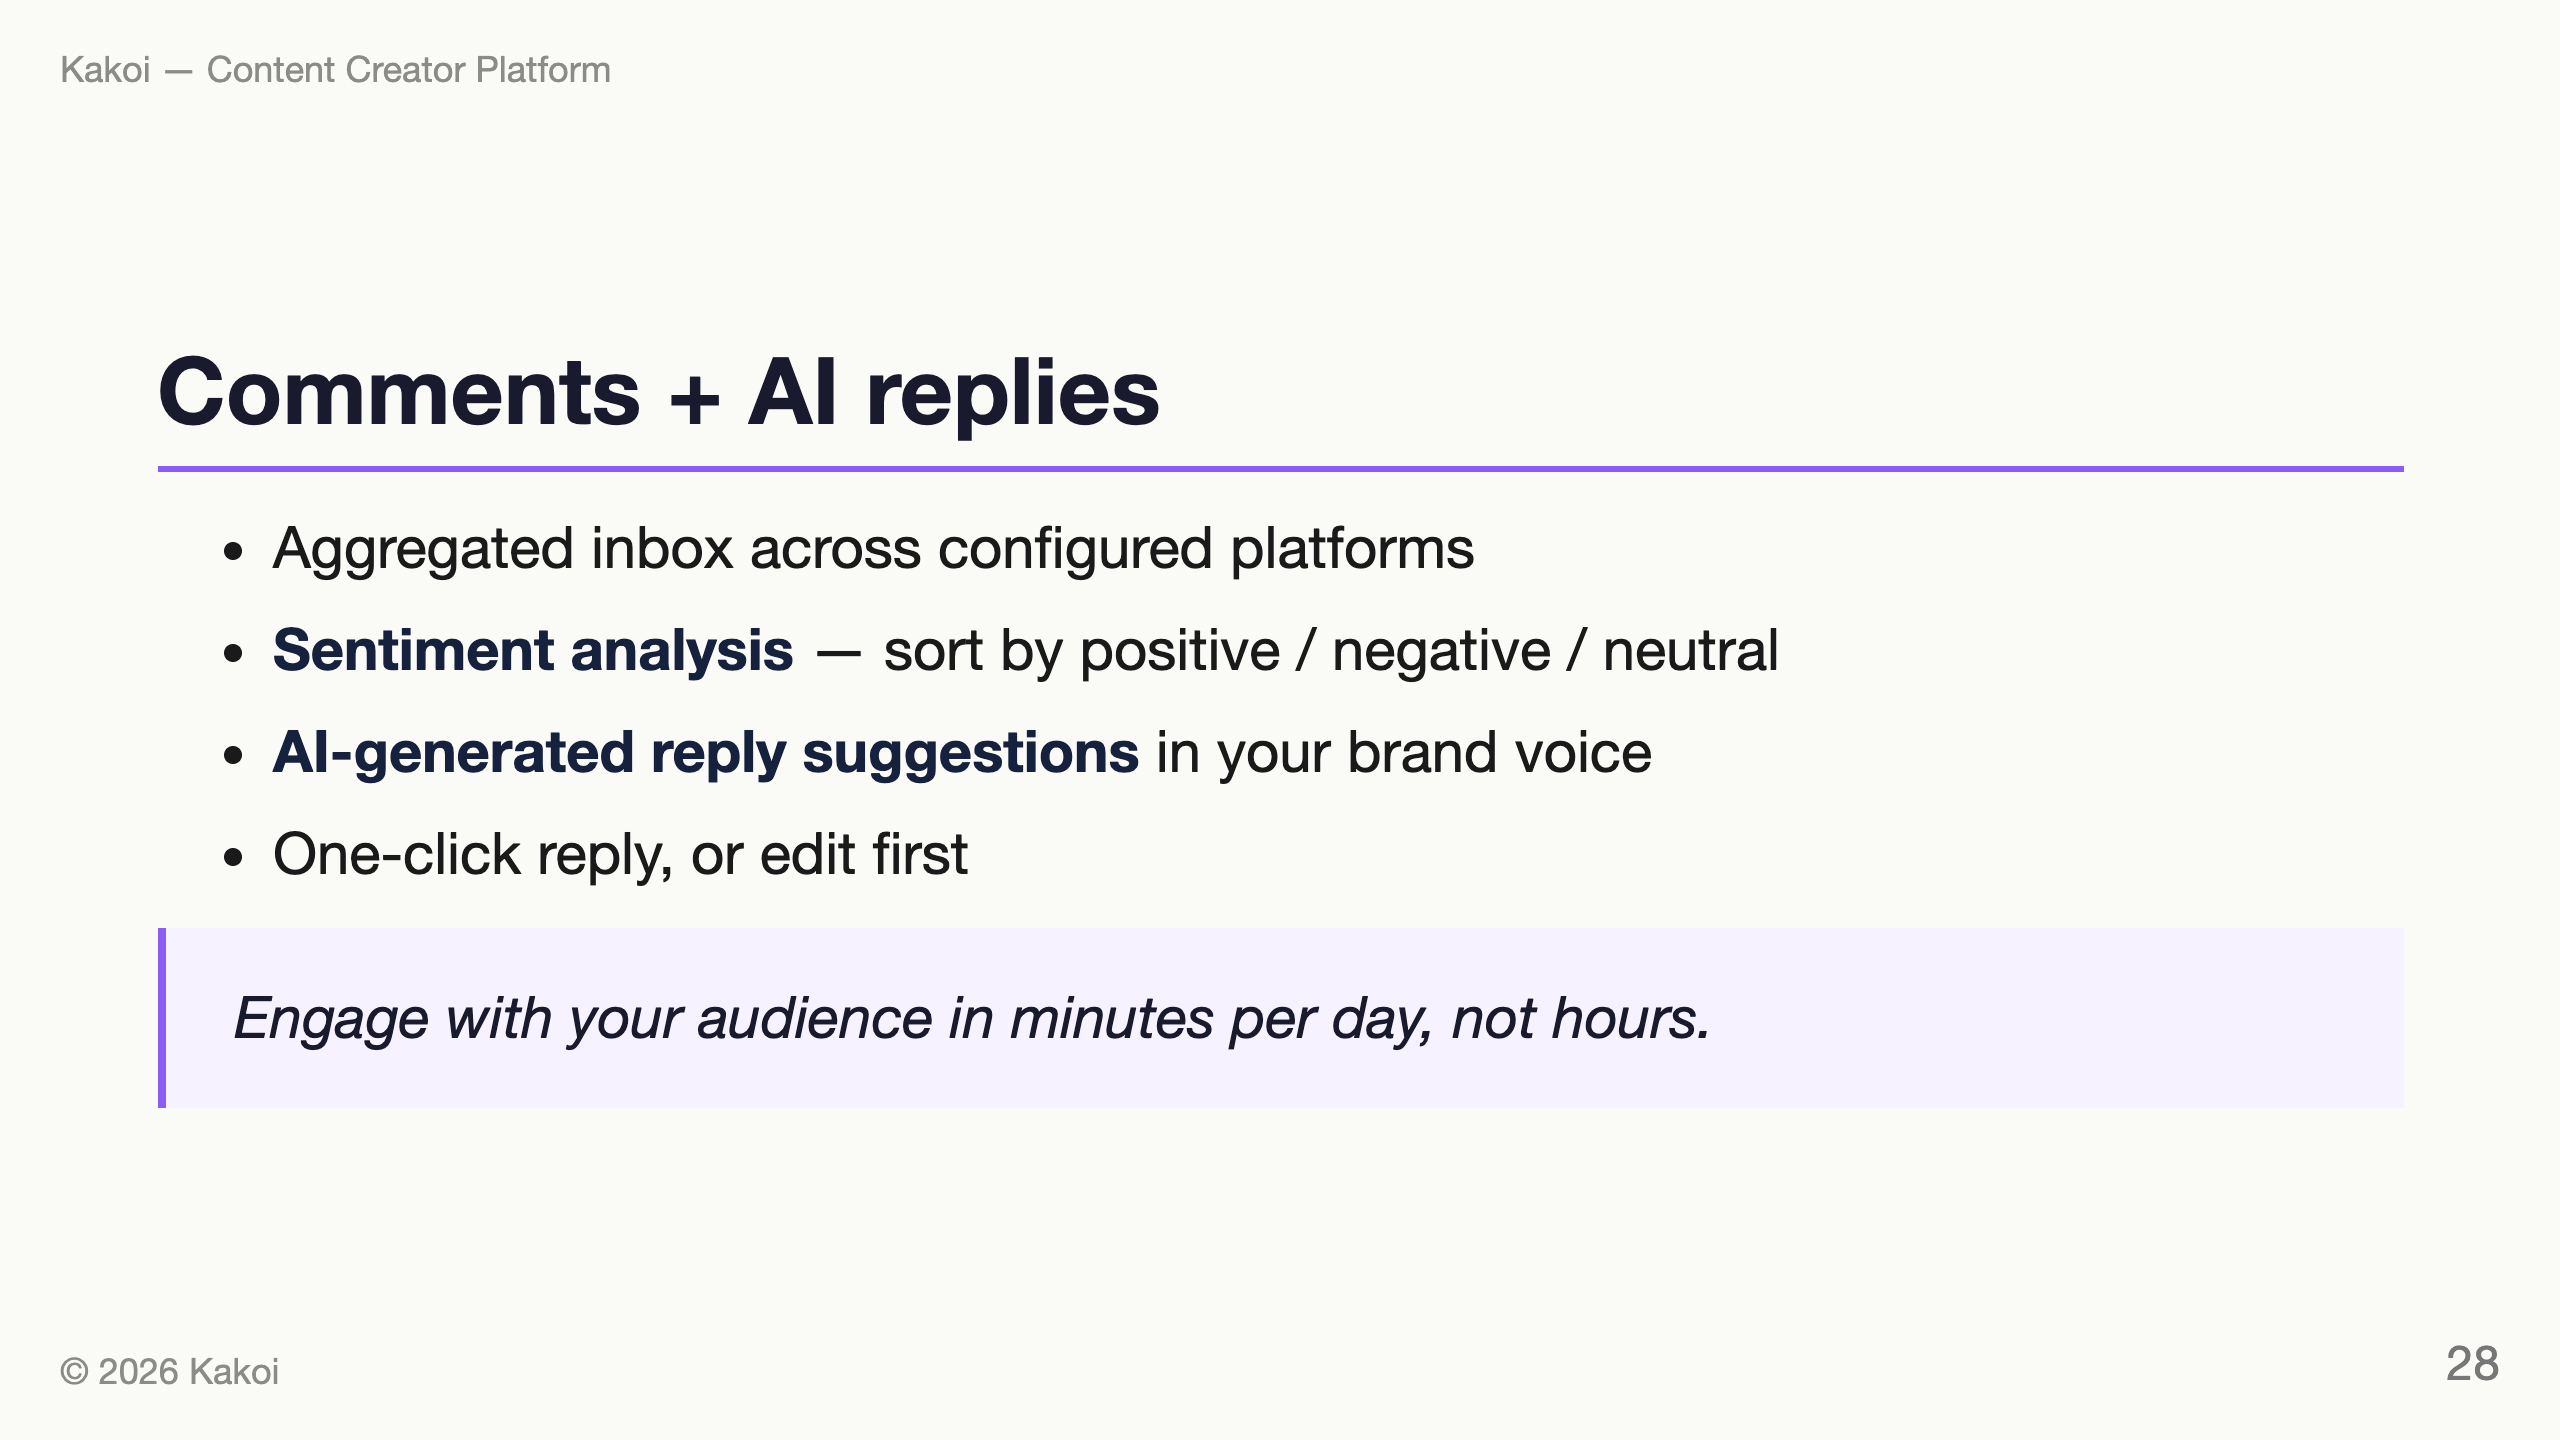 Kakoi — Content Creator Platform
Comments + AI replies
• Aggregated inbox across configured platforms
• Sentiment analysis — sort by positive / negative / neutral
• AI-generated reply suggestions in your brand voice
• One-click reply, or edit first
Engage with your audience in minutes per day, not hours.
© 2026 Kakoi
28